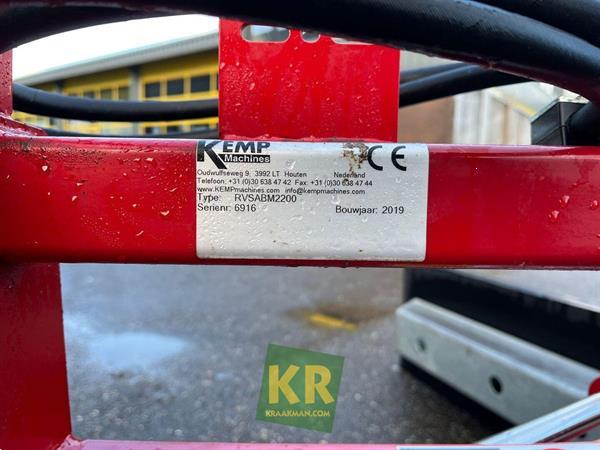 KEMP
Machines
CE
Oudwulfseweg 9, 3992 LT Houten Nederland
Telefoon; +31 (0)30 638 47 42 Fax: +31 (0)30 638 47 44
www.KEMPmachines.com info@kempmachines.com
Type: RVSABM2200
Serienr: 6916 Bouwjaar: 2019
KR
KRAAKMAN.COM